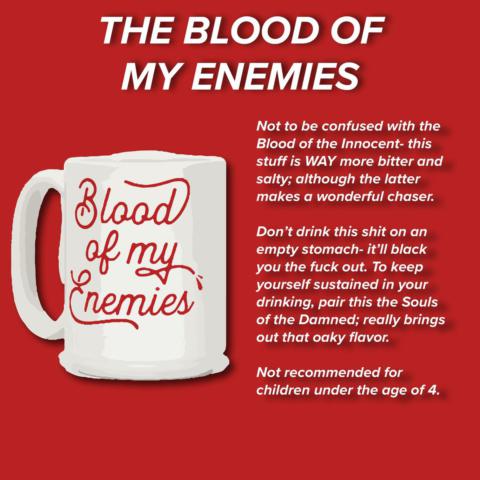 THE BLOOD OF
MY ENEMIES
Not to be confused with the
Blood of the Innocent- this
stuff is WAY more bitter and
salty; although the latter
makes a wonderful chaser.
Don't drink this shit on an
empty stomach- it'll black
you the fuck out. To keep
yourself sustained in your
drinking, pair this the Souls
of the Damned; really brings
out that oaky flavor.
Not recommended for
children under the age of 4.
Blood
of my
Enemies